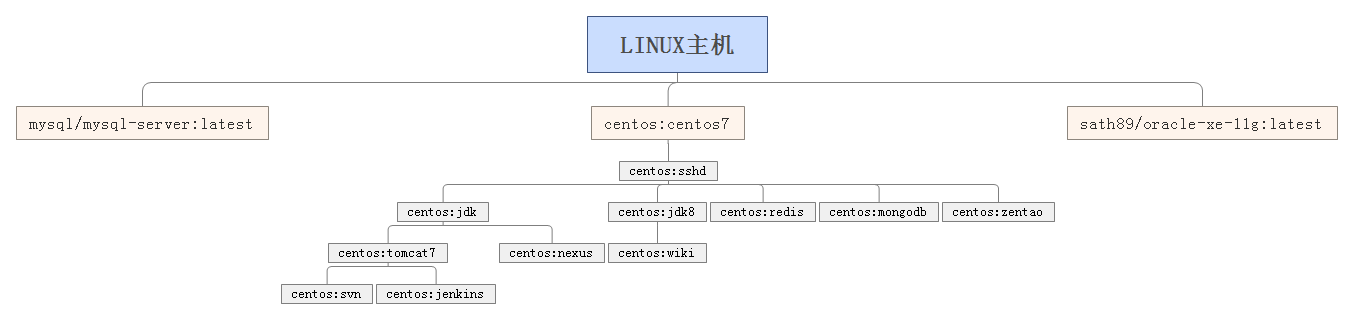 LINUX主机
mysql/mysql-server:latest
centos:centos7
sath89/oracle-xe-11g:latest
centos:sshd
centos:jdk
centos:jdk8
centos:redis
centos:mongodb
centos:zentao
centos:tomcat7
centos:nexus
centos:wiki
centos:svn
centos:jenkins